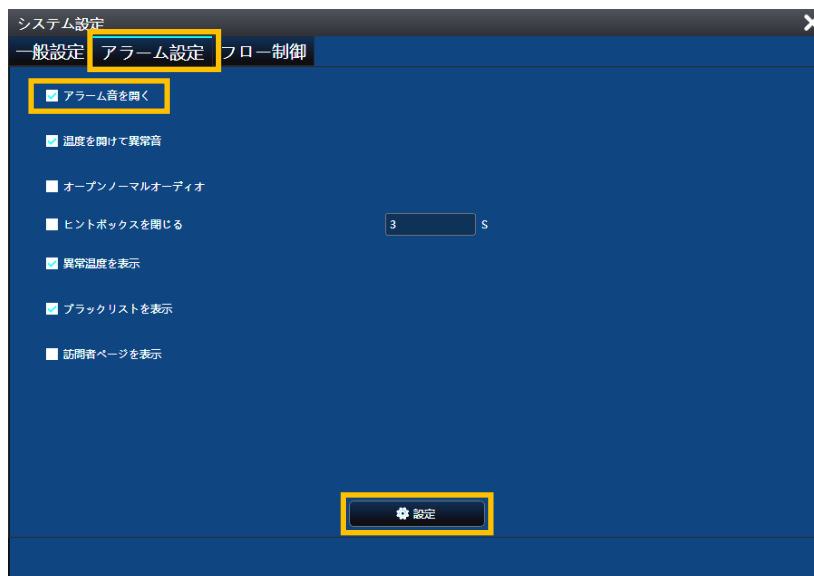 システム設定
一般設定 アラーム設定 フロー制御
アラーム音を開く
温度を開けて異常音
オープンノーマルオーディオ
ヒントボックスを閉じる 3 S
異常温度を表示
ブラックリストを表示
訪問者ページを表示
設定